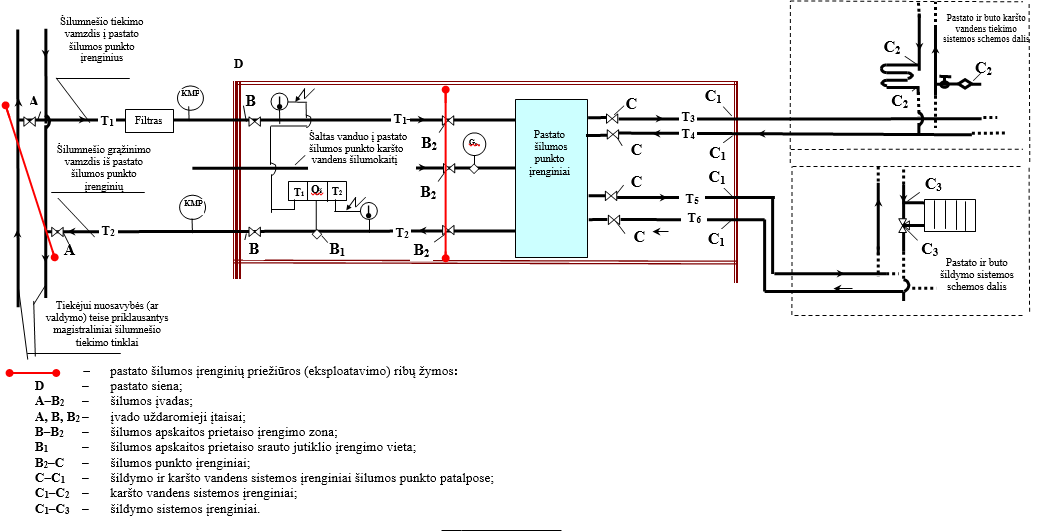 Šilumnešio tiekimo
vamzdis į pastato
šilumos punkto
įrenginius
Pastato ir buto karšto
vandens tiekimo
sistemos schemos dalis
D
C2
C2
C2
A
T1
Filtras
KMP
B
T1
B2
C
C1
T3
T4
C
C1
Šaltas vanduo į pastato
šilumos punkto karšto
vandens šilumokaitį
B2
Pastato
šilumos
punkto
įrenginiai
Šilumnešio grąžinimo
vamzdis iš pastato
šilumos punkto
įrenginių
T1
T2
C
C1
T5
T6
C
C1
C3
C3
KMP
T2
A
B
B1
T2
B2
Pastato ir buto
šildymo sistemos
schemos dalis
Tiekėjui nuosavybės (ar
valdymo) teise priklausantys
magistraliniai šilumnešio
tiekimo tinklai
– pastato šilumos įrenginių priežiūros (eksploatavimo) ribų žymos:
D – pastato siena;
A–B2 – šilumos įvadas;
A, B, B2 – įvado uždaromieji įtaisai;
B–B2 – šilumos apskaitos prietaiso įrengimo zona;
B1 – šilumos apskaitos prietaiso srauto jutiklio įrengimo vieta;
B2–C – šilumos punkto įrenginiai;
C–C1 – šildymo ir karšto vandens sistemos įrenginiai šilumos punkto patalpose;
C1–C2 – karšto vandens sistemos įrenginiai;
C1–C3 – šildymo sistemos įrenginiai.